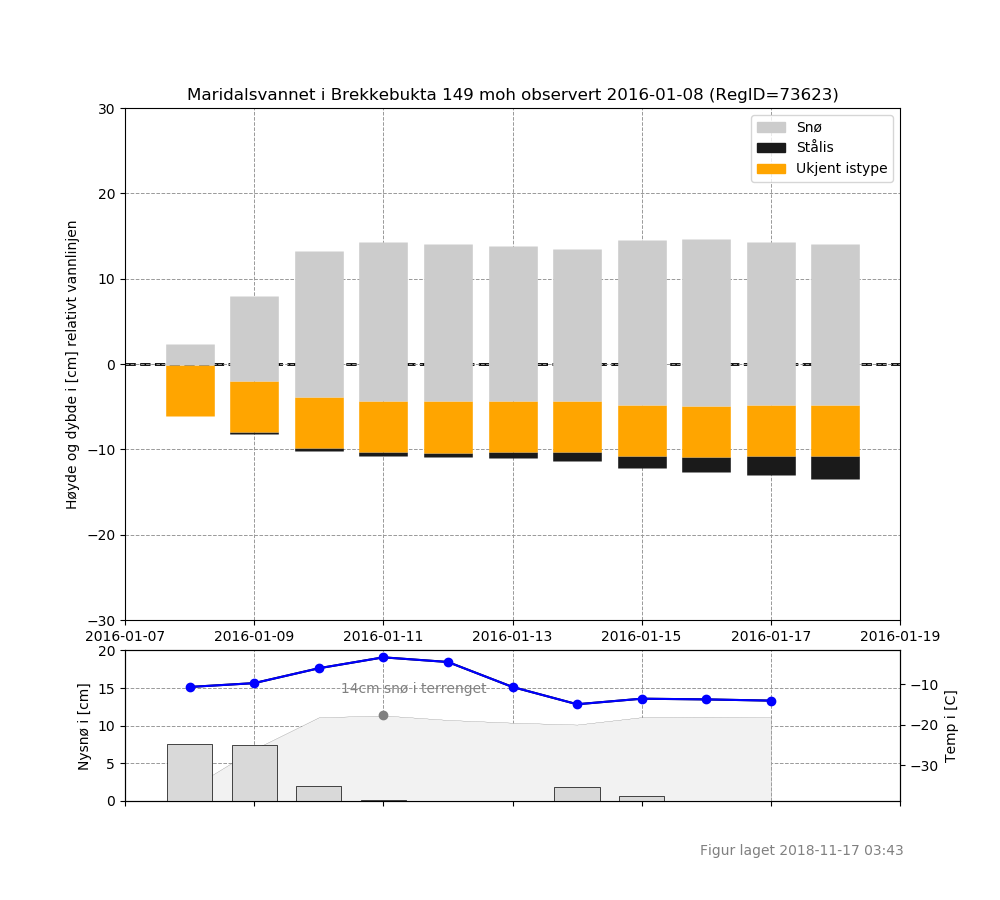 Maridalsvannet i Brekkebukta 149 moh observert 2016-01-08 (RegID=73623)
Snø
Stålis
Ukjent istype
Høyde og dybde i [cm] relativt vannlinjen
30
20
10
0
−10
−20
−30
2016-01-07 2016-01-09 2016-01-11 2016-01-13 2016-01-15 2016-01-17 2016-01-19
Nysnø i [cm]
20
15
10
5
0
14cm snø i terrenget
−10
−20
−30
Temp i [C]
Figur laget 2018-11-17 03:43